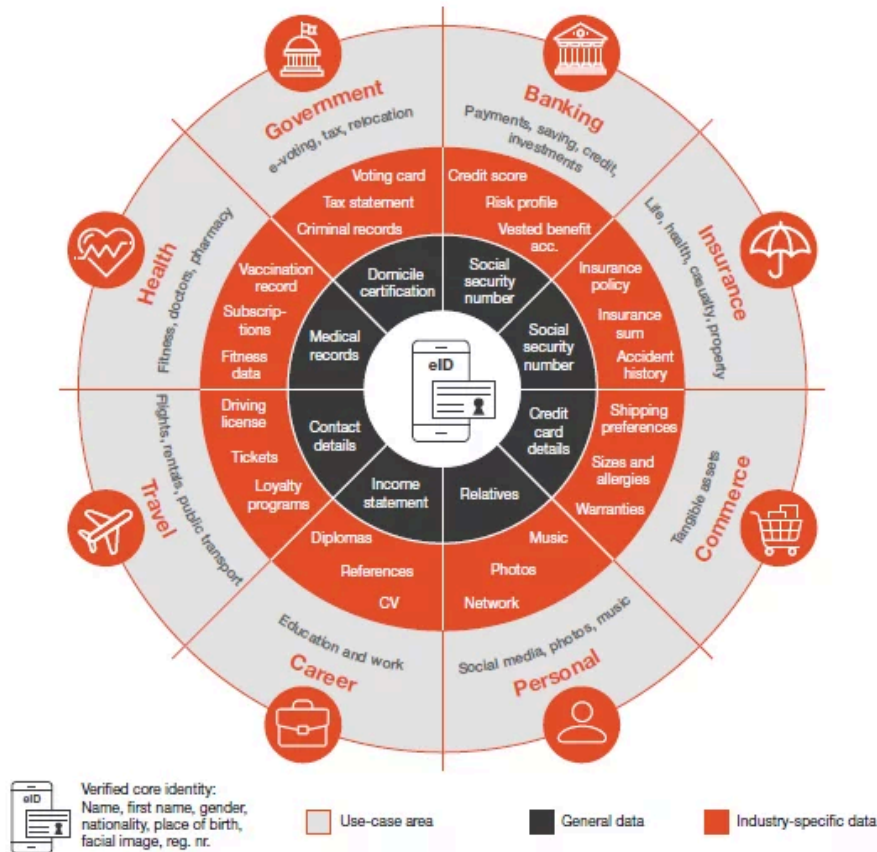 Government
e-voting, tax, relocation
Voting card
Tax statement
Criminal records
Domicile
certification
Banking
Payments, saving, credit,
investments
Credit score
Risk profile
Vested benefit
acc.
Social
security
number
Insurance
Life, health, casualty, property
Insurance
policy
Insurance
sum
Accident
history
Social
security
number
Commerce
Tangible assets
Shipping
preferences
Sizes and
allergies
Warranties
Credit
card
details
Personal
Social media, photos, music
Music
Photos
Network
Relatives
Career
Education and work
Diplomas
References
CV
Income
statement
Travel
Flights, rentals, public transport
Driving
license
Tickets
Loyalty
programs
Contact
details
Health
Fitness, doctors, pharmacy
Vaccination
record
Subscrip-
tions
Fitness
data
Medical
records
eID
eID
Verified core identity:
Name, first name, gender,
nationality, place of birth,
facial image, reg. nr.
Use-case area
General data
Industry-specific data